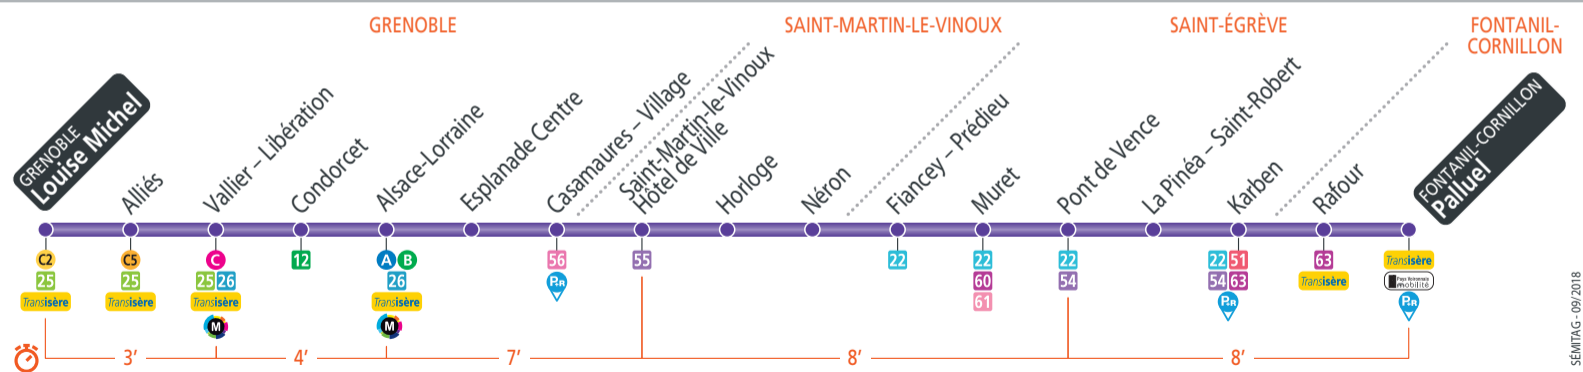 GRENOBLE
SAINT-MARTIN-LE-VINOUX
SAINT-ÉGRÈVE
FONTANIL-
CORNILLON
GRENOBLE
Louise Michel
Alliés
Vallier – Libération
Condorcet
Alsace-Lorraine
Esplanade Centre
Casamaures – Village
Saint-Martin-le-Vinoux
Hôtel de Ville
Horloge
Néron
Fiancey – Prédieu
Muret
Pont de Vence
La Pinéa – Saint-Robert
Karben
Rafour
FONTANIL-CORNILLON
Palluel
C2
25
Transisère
C5
25
Transisère
C
25 26
Transisère
M
12
A B
26
Transisère
M
56
P+R
55
22
22
60
61
22
54
22 51
54 63
P+R
63
Transisère
Transisère
Pays Voironnais
mobilité
P+R
3’ 4’ 7’ 8’ 8’
SÉMITAG - 09/2018